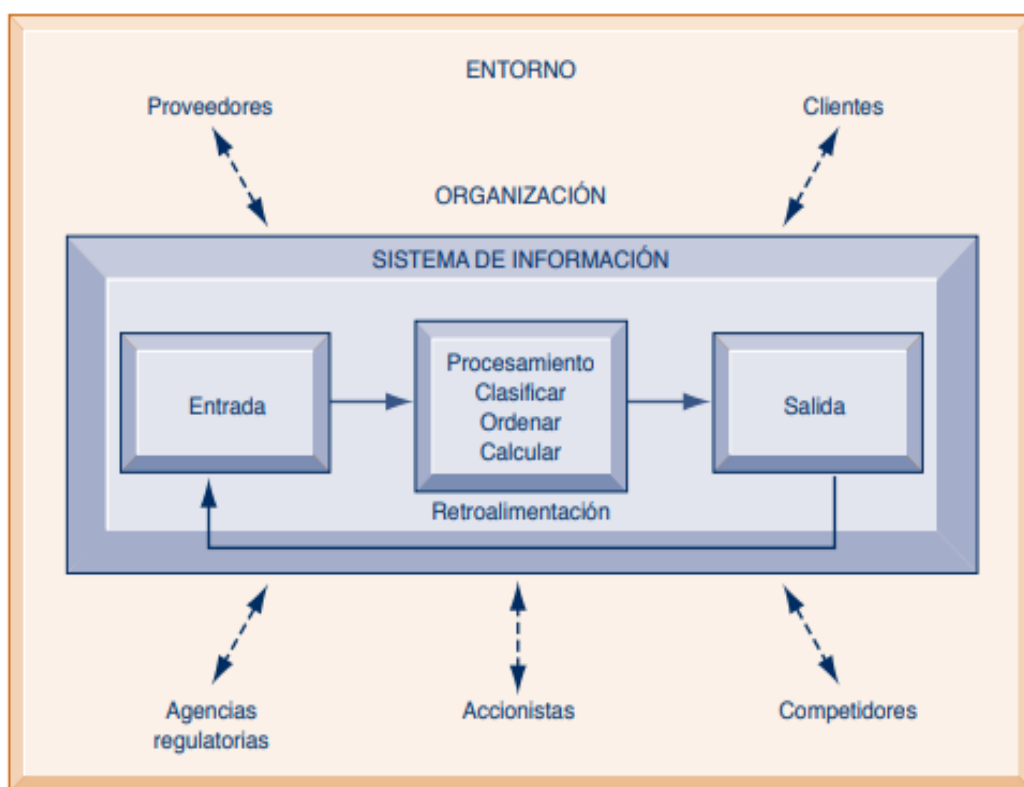 ENTORNO
Proveedores
Clientes
ORGANIZACIÓN
SISTEMA DE INFORMACIÓN
Entrada
Procesamiento
Clasificar
Ordenar
Calcular
Salida
Retroalimentación
Agencias
regulatorias
Accionistas
Competidores